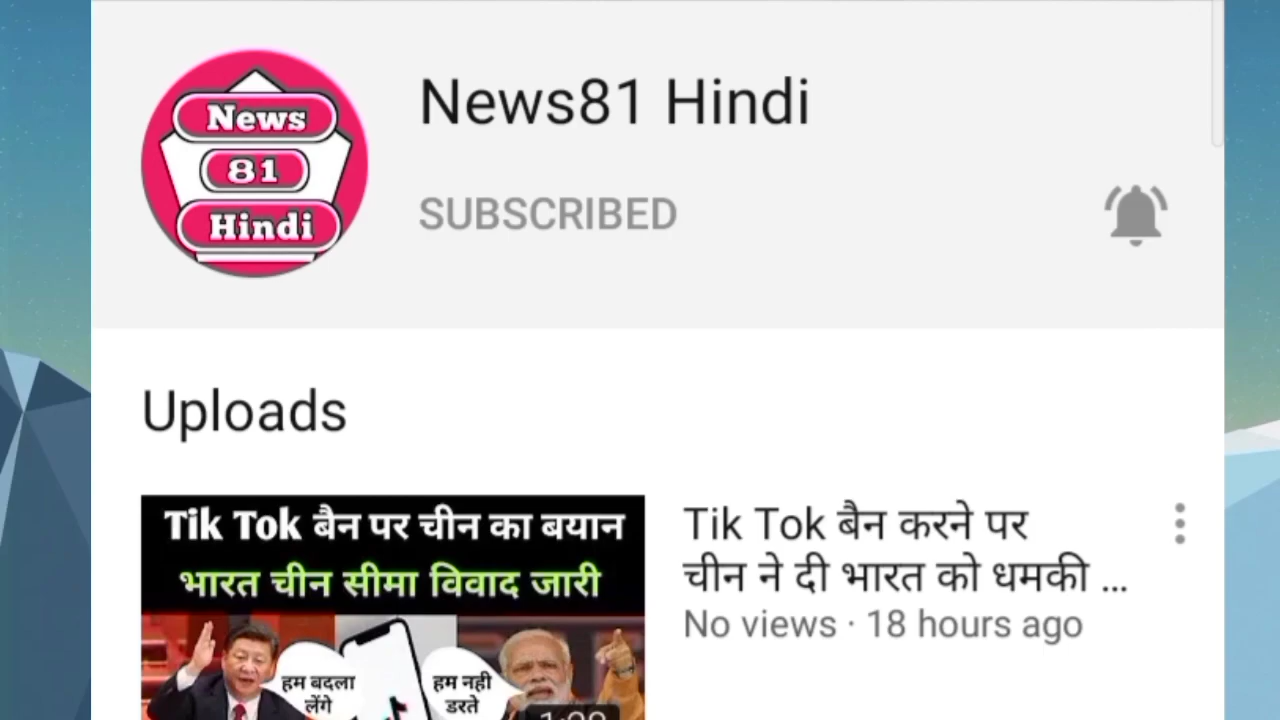 News
81
Hindi
News81 Hindi
SUBSCRIBED
Uploads
Tik Tok बैन पर चीन का बयान
भारत चीन सीमा विवाद जारी
हम बदला
लेंगे
हम नही
डरते
Tik Tok बैन करने पर
चीन ने दी भारत को धमकी ...
No views · 18 hours ago